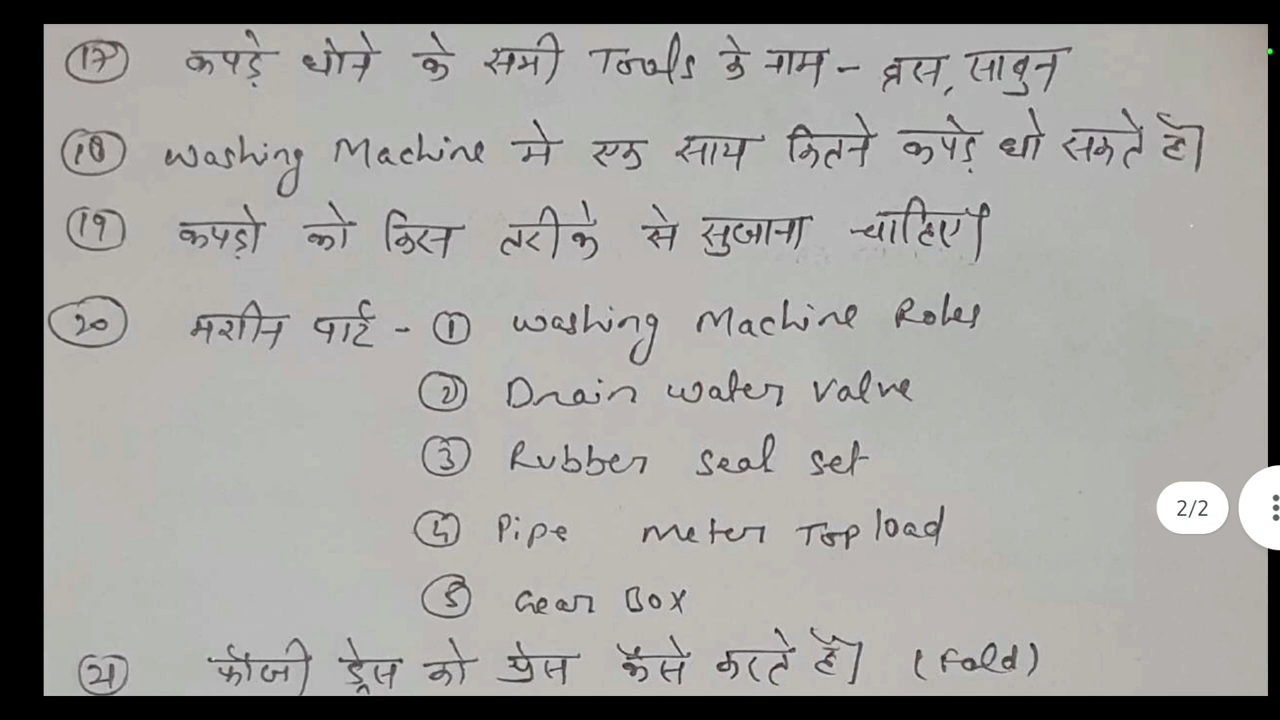 17 कपड़े धोने के सभी Tools के नाम - ब्रस, साबुन
18 Washing Machine मे एक साथ कितने कपड़े धो सकते है।
19 कपड़ो को किस तरीके से सुखाना चाहिए।
20 मशीन पार्ट - 1 Washing Machine Roles
2 Drain water valve
3 Rubber seal set
4 Pipe meter Top load
2/2
5 Gear Box
21 फौजी ड्रेस को प्रेस कैसे करते हैं। (Fold)